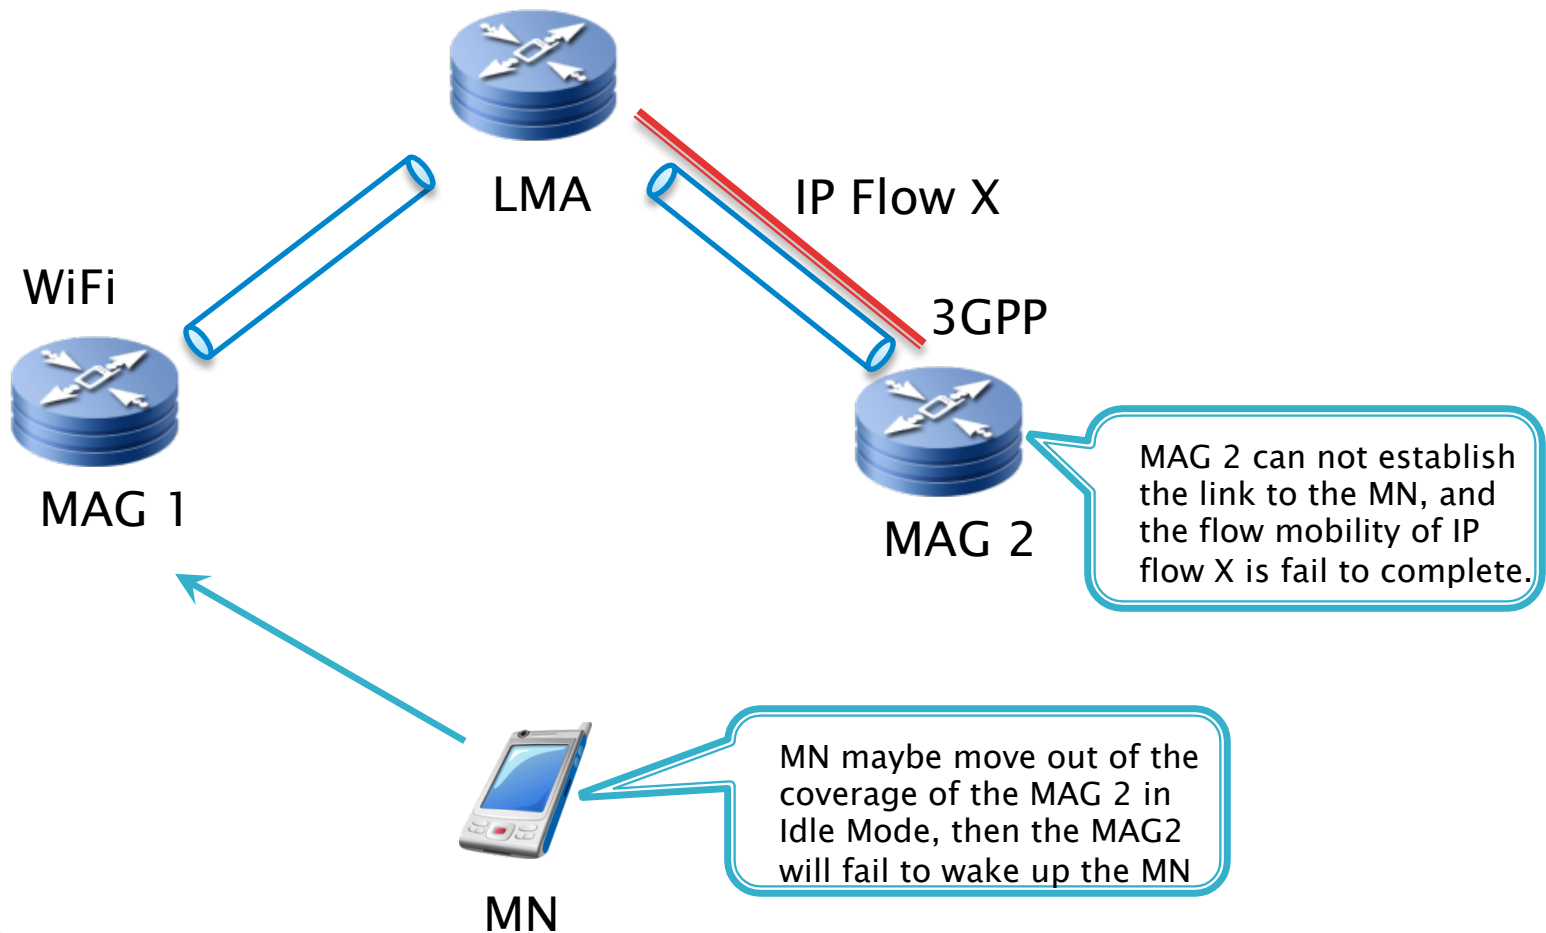 LMA
IP Flow X
WiFi
3GPP
MAG 1
MAG 2
MAG 2 can not establish
the link to the MN, and
the flow mobility of IP
flow X is fail to complete.
MN maybe move out of the
coverage of the MAG 2 in
Idle Mode, then the MAG2
will fail to wake up the MN
MN